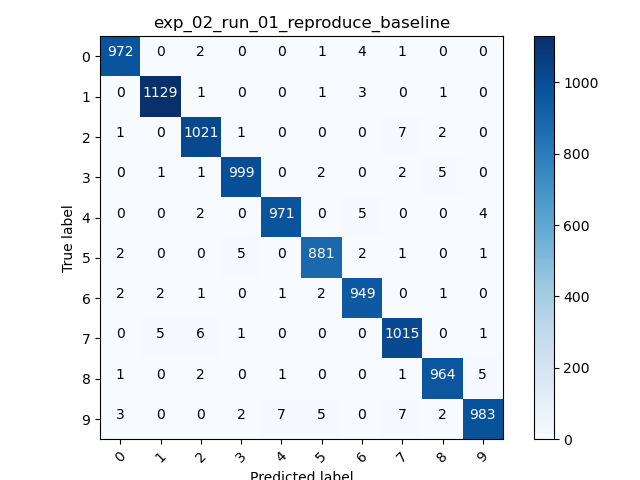 exp_02_run_01_reproduce_baseline
0 972 0 2 0 0 1 4 1 0 0
1 0 1129 1 0 0 1 3 0 1 0
2 1 0 1021 1 0 0 0 7 2 0
3 0 1 1 999 0 2 0 2 5 0
4 0 0 2 0 971 0 5 0 0 4
5 2 0 0 5 0 881 2 1 0 1
6 2 2 1 0 1 2 949 0 1 0
7 0 5 6 1 0 0 0 1015 0 1
8 1 0 2 0 1 0 0 1 964 5
9 3 0 0 2 7 5 0 7 2 983
0 1 2 3 4 5 6 7 8 9
True label
Predicted label
1000
800
600
400
200
0